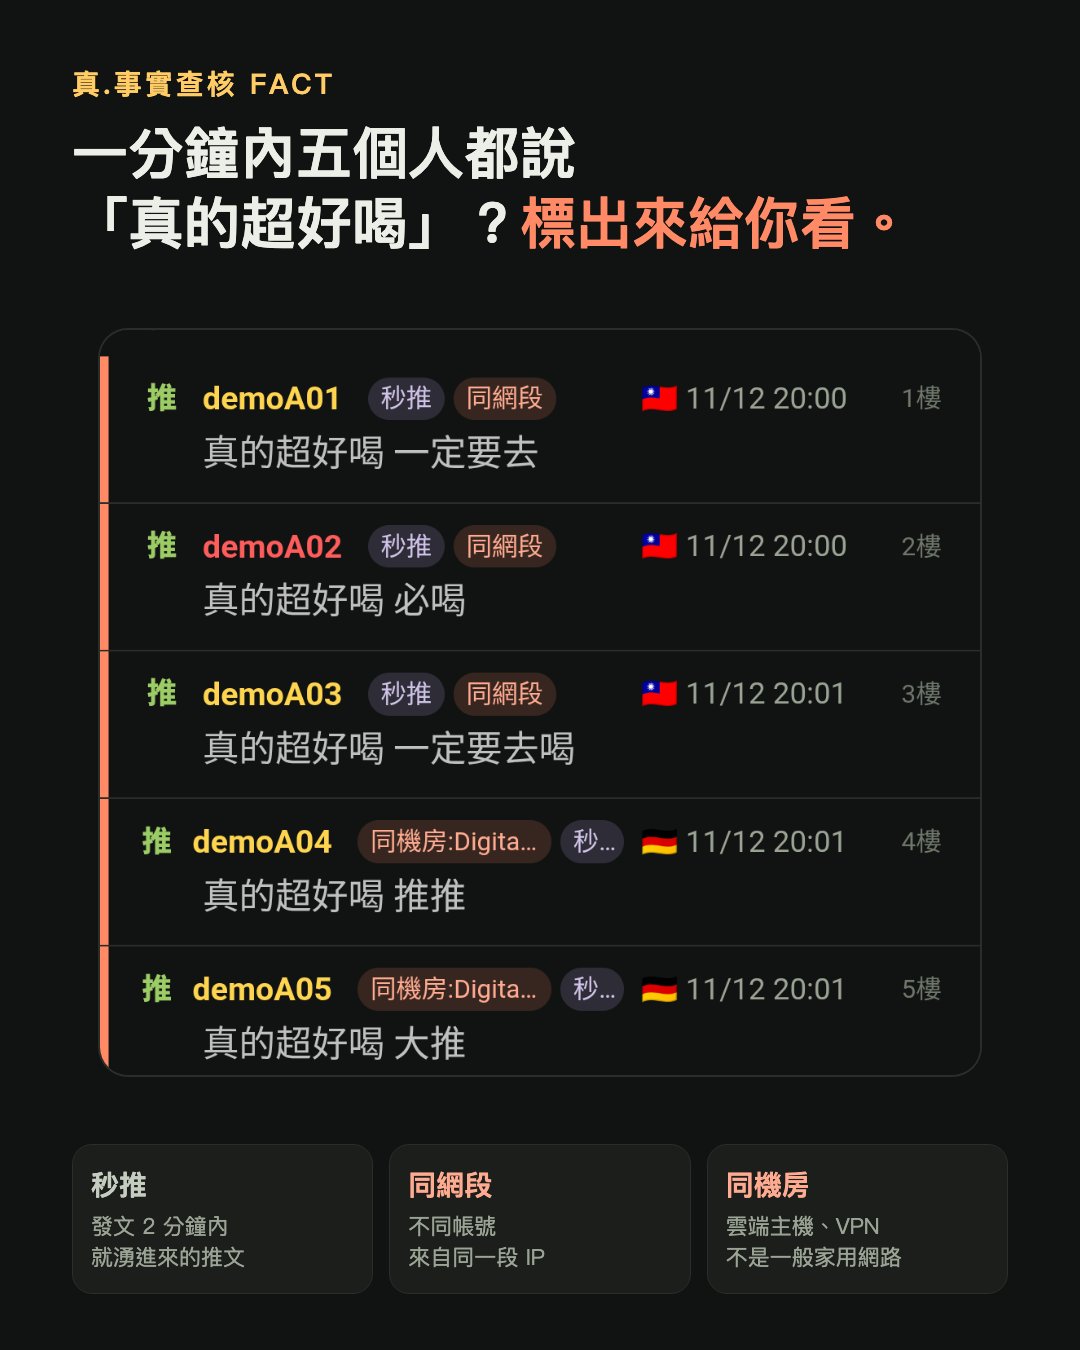 真.事實查核 FACT
一分鐘內五個人都說
「真的超好喝」？標出來給你看。
推 demoA01 秒推 同網段 11/12 20:00 1樓
真的超好喝 一定要去
推 demoA02 秒推 同網段 11/12 20:00 2樓
真的超好喝 必喝
推 demoA03 秒推 同網段 11/12 20:01 3樓
真的超好喝 一定要去喝
推 demoA04 同機房:Digita... 秒... 11/12 20:01 4樓
真的超好喝 推推
推 demoA05 同機房:Digita... 秒... 11/12 20:01 5樓
真的超好喝 大推
秒推
發文 2 分鐘內
就湧進來的推文
同網段
不同帳號
來自同一段 IP
同機房
雲端主機、VPN
不是一般家用網路